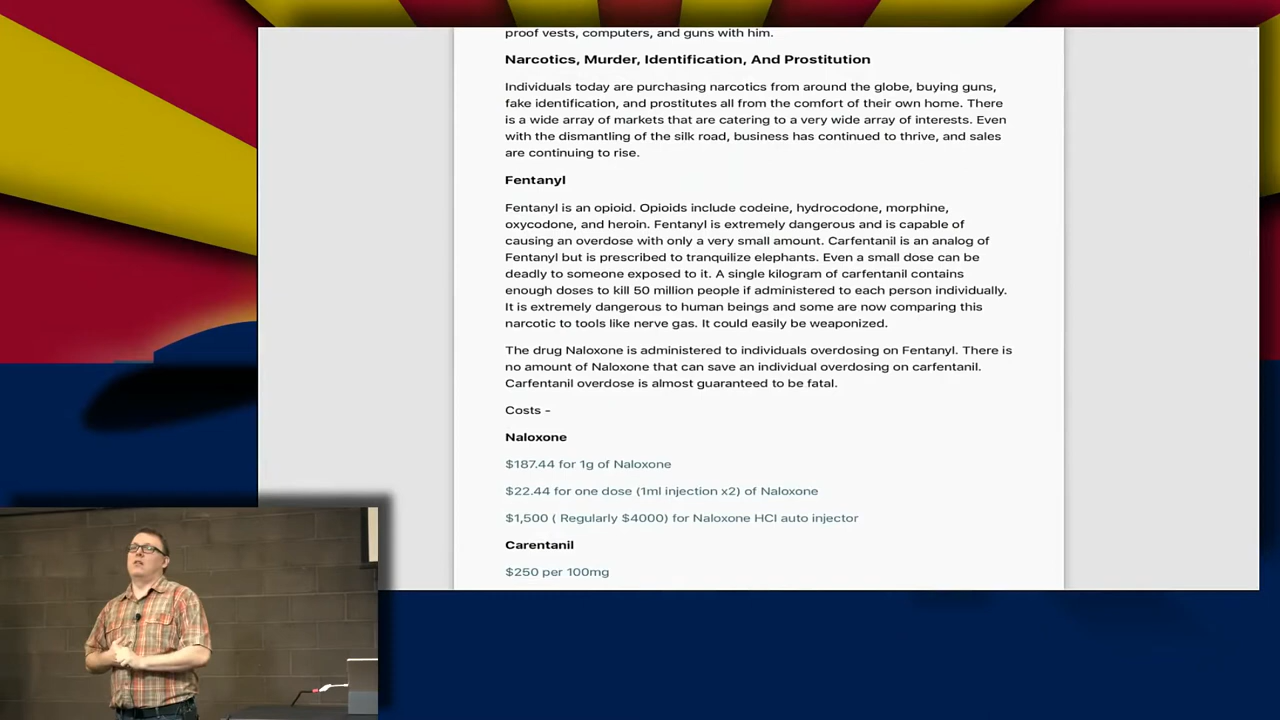 proof vests, computers, and guns with him.
Narcotics, Murder, Identification, And Prostitution
Individuals today are purchasing narcotics from around the globe, buying guns,
fake identification, and prostitutes all from the comfort of their own home. There
is a wide array of markets that are catering to a very wide array of interests. Even
with the dismantling of the silk road, business has continued to thrive, and sales
are continuing to rise.
Fentanyl
Fentanyl is an opioid. Opioids include codeine, hydrocodone, morphine,
oxycodone, and heroin. Fentanyl is extremely dangerous and is capable of
causing an overdose with only a very small amount. Carfentanil is an analog of
Fentanyl but is prescribed to tranquilize elephants. Even a small dose can be
deadly to someone exposed to it. A single kilogram of carfentanil contains
enough doses to kill 50 million people if administered to each person individually.
It is extremely dangerous to human beings and some are now comparing this
narcotic to tools like nerve gas. It could easily be weaponized.
The drug Naloxone is administered to individuals overdosing on Fentanyl. There is
no amount of Naloxone that can save an individual overdosing on carfentanil.
Carfentanil overdose is almost guaranteed to be fatal.
Costs -
Naloxone
$187.44 for 1g of Naloxone
$22.44 for one dose (1ml injection x2) of Naloxone
$1,500 ( Regularly $4000) for Naloxone HCI auto injector
Carentanil
$250 per 100mg